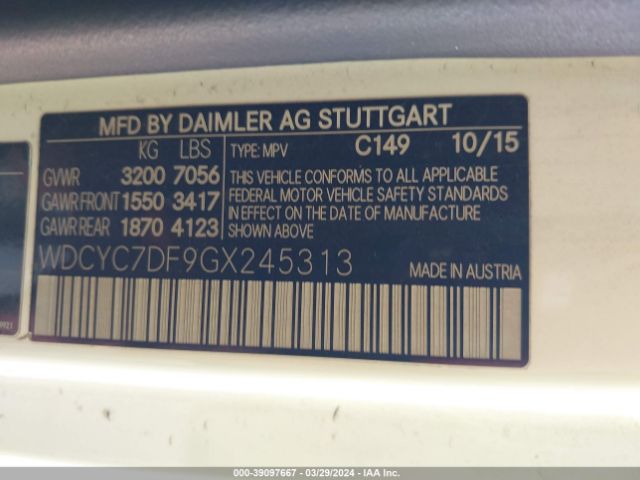 MFD BY DAIMLER AG STUTTGART
KG LBS
TYPE: MPV C149 10/15
GVWR 3200 7056
GAWR FRONT 1550 3417
GAWR REAR 1870 4123
THIS VEHICLE CONFORMS TO ALL APPLICABLE
FEDERAL MOTOR VEHICLE SAFETY STANDARDS
IN EFFECT ON THE DATE OF MANUFACTURE
SHOWN ABOVE
WDCYC7DF9GX245313
MADE IN AUSTRIA
© - 39097667 - 03/29/2024 - IAA Inc.